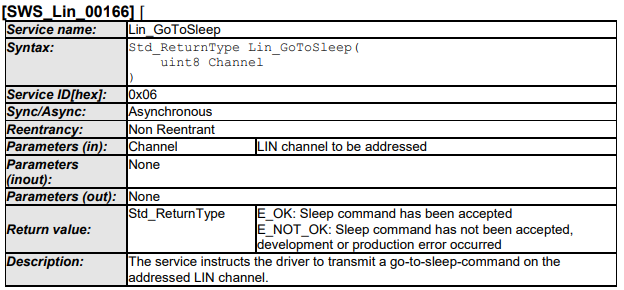 [SWS_Lin_00166] ⌈
Service name: Lin_GoToSleep
Syntax: Std_ReturnType Lin_GoToSleep(
uint8 Channel
)
Service ID[hex]: 0x06
Sync/Async: Asynchronous
Reentrancy: Non Reentrant
Parameters (in): Channel LIN channel to be addressed
Parameters None
(inout):
Parameters (out): None
Return value: Std_ReturnType E_OK: Sleep command has been accepted
E_NOT_OK: Sleep command has not been accepted,
development or production error occurred
Description: The service instructs the driver to transmit a go-to-sleep-command on the
addressed LIN channel.